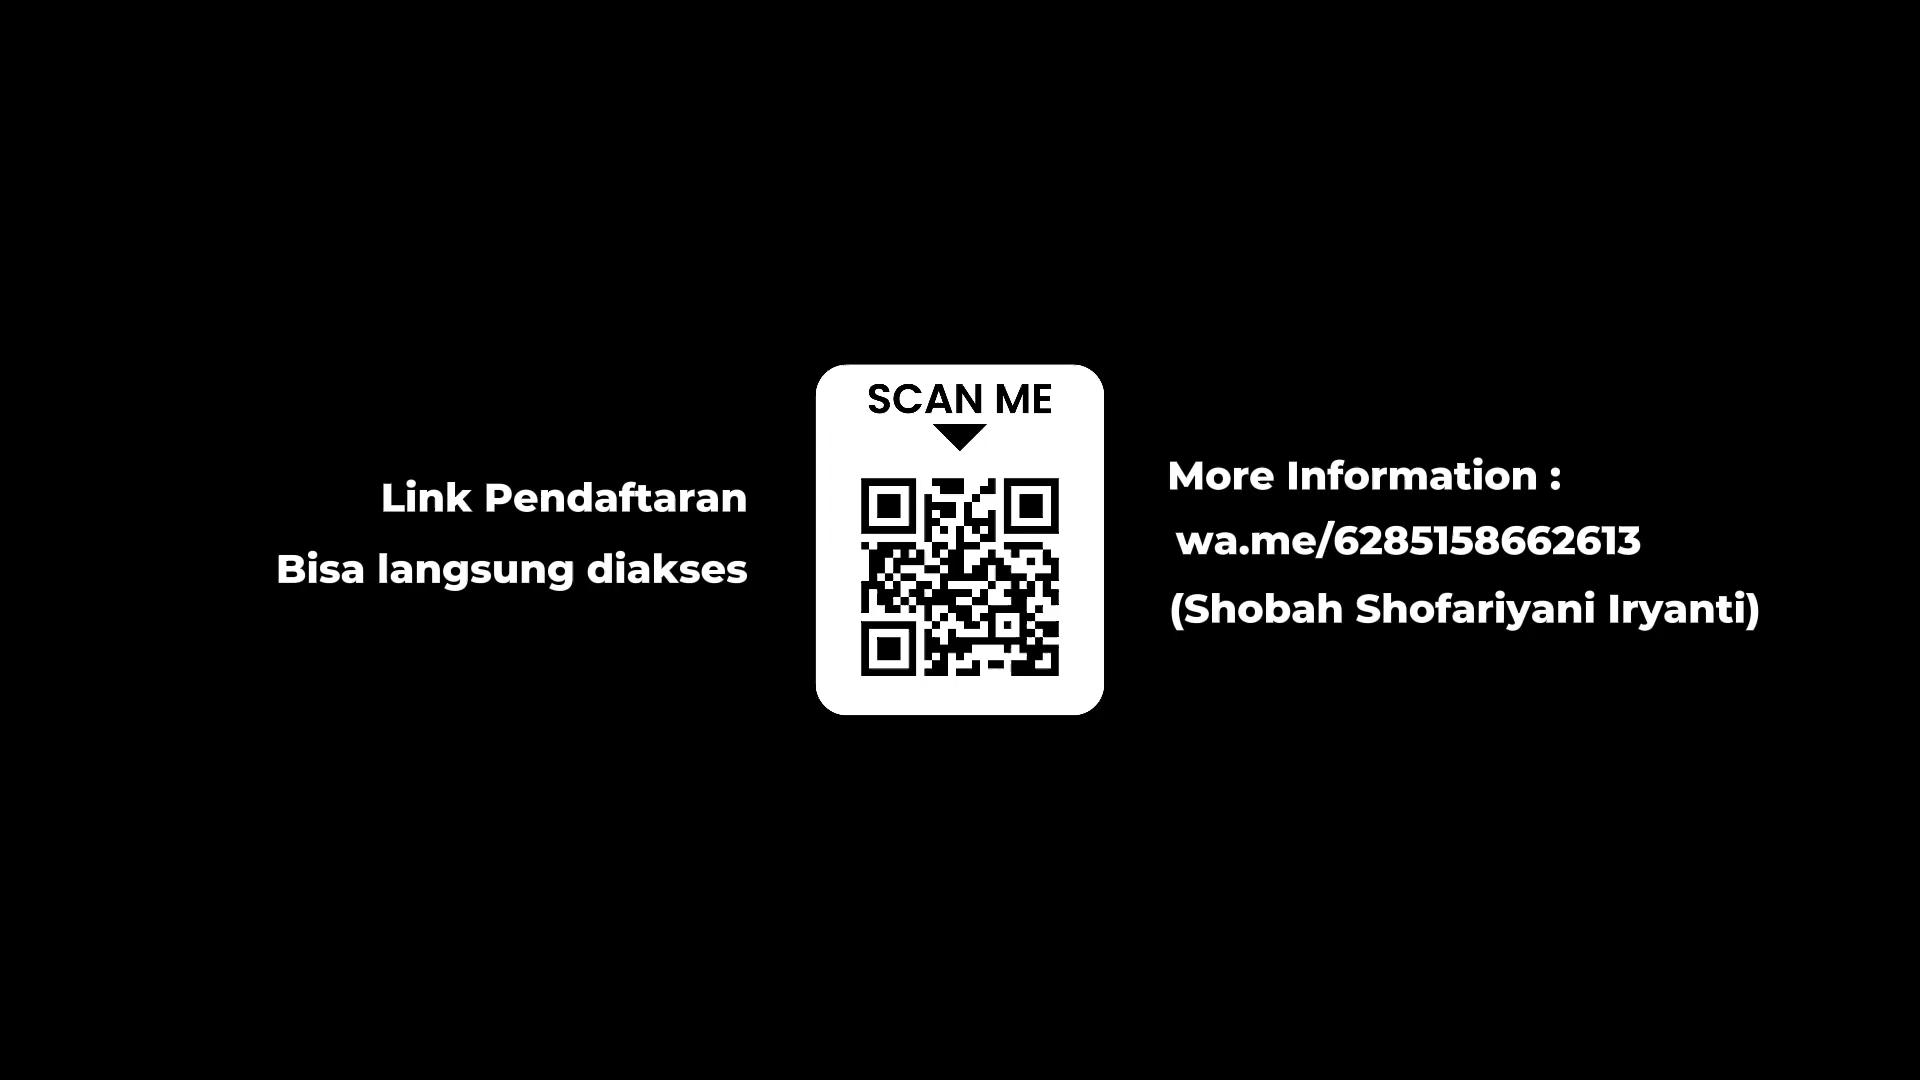 Link Pendaftaran
Bisa langsung diakses
SCAN ME
More Information :
wa.me/6285158662613
(Shobah Shofariyani Iryanti)